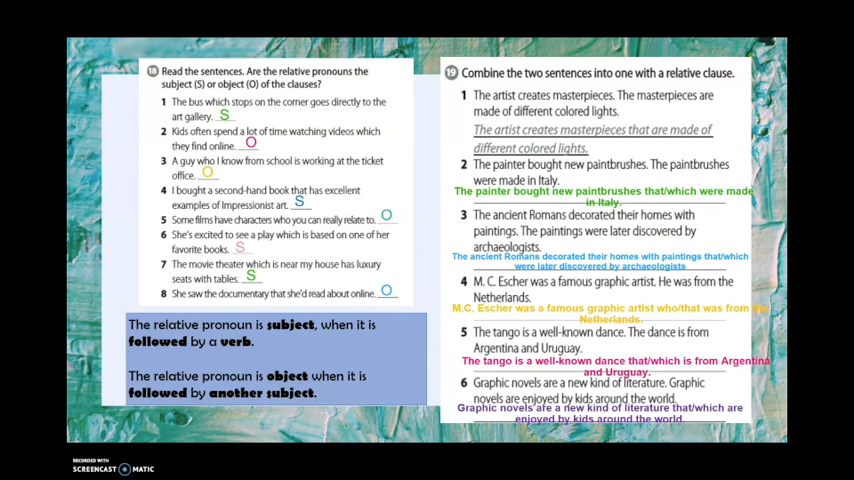 18 Read the sentences. Are the relative pronouns the
subject (S) or object (O) of the clauses?
1 The bus which stops on the corner goes directly to the
art gallery. S
2 Kids often spend a lot of time watching videos which
they find online. O
3 A guy who I know from school is working at the ticket
office. O
4 I bought a second-hand book that has excellent
examples of Impressionist art. S
5 Some films have characters who you can really relate to. O
6 She's excited to see a play which is based on one of her
favorite books. S
7 The movie theater which is near my house has luxury
seats with tables. S
8 She saw the documentary that she'd read about online. O
The relative pronoun is subject, when it is
followed by a verb.
The relative pronoun is object when it is
followed by another subject.
19 Combine the two sentences into one with a relative clause.
1 The artist creates masterpieces. The masterpieces are
made of different colored lights.
The artist creates masterpieces that are made of
different colored lights.
2 The painter bought new paintbrushes. The paintbrushes
were made in Italy.
The painter bought new paintbrushes that/which were made
in Italy.
3 The ancient Romans decorated their homes with
paintings. The paintings were later discovered by
archaeologists.
The ancient Romans decorated their homes with paintings that/which
were later discovered by archaeologists
4 M. C. Escher was a famous graphic artist. He was from the
Netherlands.
M.C. Escher was a famous graphic artist who/that was from the
Netherlands.
5 The tango is a well-known dance. The dance is from
Argentina and Uruguay.
The tango is a well-known dance that/which is from Argentina
and Uruguay.
6 Graphic novels are a new kind of literature. Graphic
novels are enjoyed by kids around the world.
Graphic novels are a new kind of literature that/which are
enjoyed by kids around the world.
RECORDED WITH
SCREENCAST MATIC